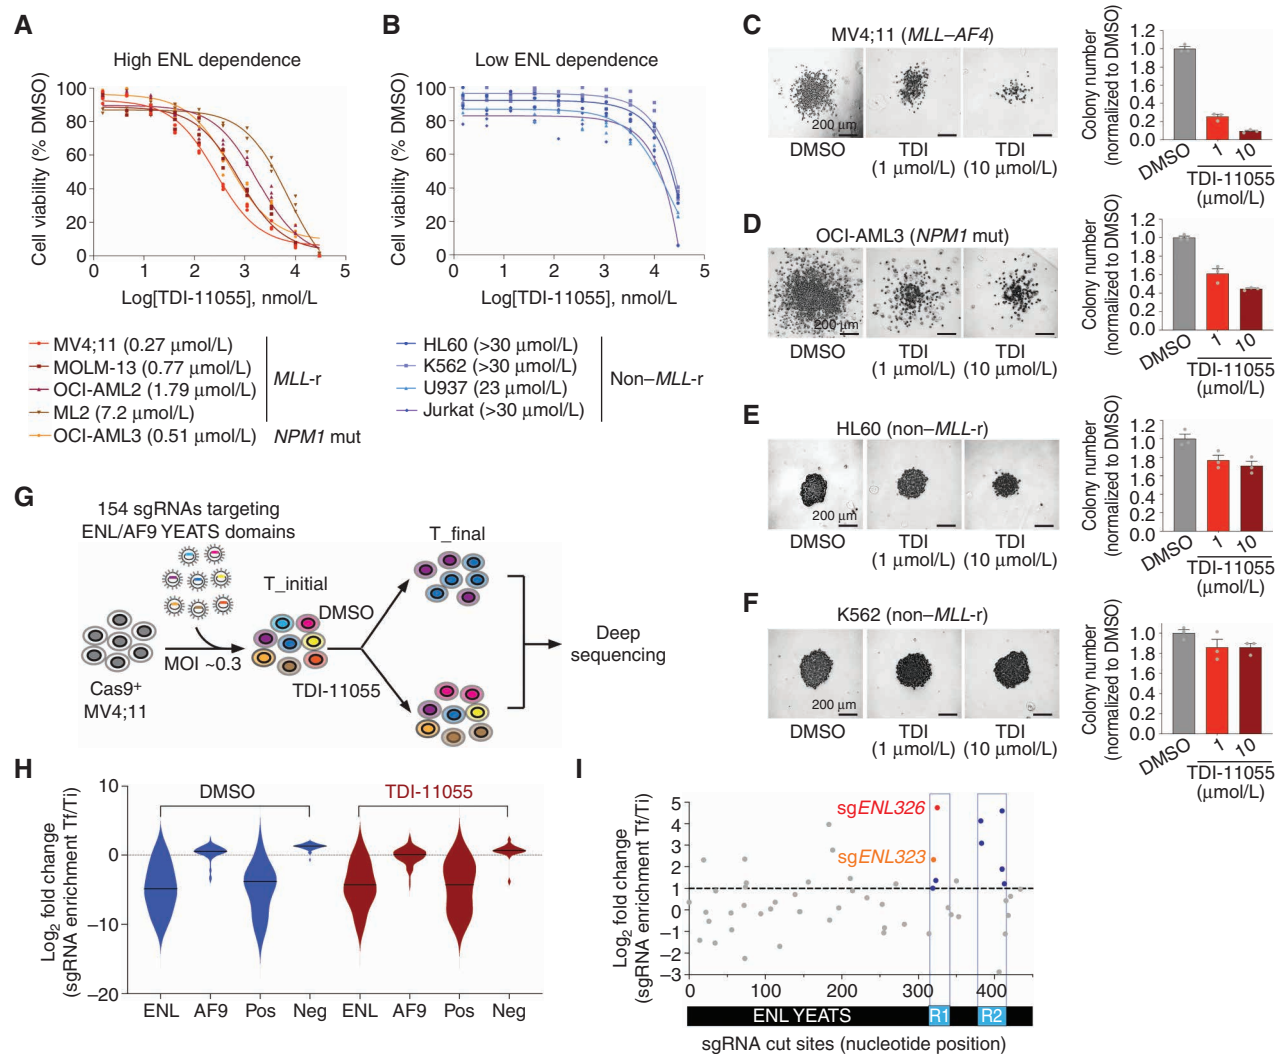 A
High ENL dependence
Cell viability (% DMSO)
100
80
60
40
20
0
0 1 2 3 4 5
Log[TDI-11055], nmol/L
MV4;11 (0.27 µmol/L)
MOLM-13 (0.77 µmol/L)
OCI-AML2 (1.79 µmol/L)
ML2 (7.2 µmol/L)
OCI-AML3 (0.51 µmol/L)
MLL-r
NPM1 mut
B
Low ENL dependence
Cell viability (% DMSO)
100
80
60
40
20
0
0 1 2 3 4 5
Log[TDI-11055], nmol/L
HL60 (>30 µmol/L)
K562 (>30 µmol/L)
U937 (23 µmol/L)
Jurkat (>30 µmol/L)
Non–MLL-r
C
MV4;11 (MLL–AF4)
200 µm
DMSO
TDI
(1 µmol/L)
TDI
(10 µmol/L)
Colony number
(normalized to DMSO)
1.2
1.0
0.8
0.6
0.4
0.2
0
DMSO
1
10
TDI-11055
(µmol/L)
D
OCI-AML3 (NPM1 mut)
200 µm
DMSO
TDI
(1 µmol/L)
TDI
(10 µmol/L)
Colony number
(normalized to DMSO)
1.2
1.0
1.8
1.6
0.4
0.2
0.0
DMSO
1
10
TDI-11055
(µmol/L)
E
HL60 (non–MLL-r)
200 µm
DMSO
TDI
(1 µmol/L)
TDI
(10 µmol/L)
Colony number
(normalized to DMSO)
1.2
1.0
1.8
1.6
1.4
1.2
0.0
DMSO
1
10
TDI-11055
(µmol/L)
F
K562 (non–MLL-r)
200 µm
DMSO
TDI
(1 µmol/L)
TDI
(10 µmol/L)
Colony number
(normalized to DMSO)
1.0
1.8
1.6
1.4
1.2
0.0
DMSO
1
10
TDI-11055
(µmol/L)
G
154 sgRNAs targeting
ENL/AF9 YEATS domains
T_initial
T_final
DMSO
MOI ~0.3
TDI-11055
Cas9+
MV4;11
Deep
sequencing
H
DMSO
TDI-11055
Log2 fold change
(sgRNA enrichment Tf/Ti)
10
0
–10
–20
ENL AF9 Pos Neg ENL AF9 Pos Neg
I
Log2 fold change
(sgRNA enrichment Tf/Ti)
5
4
3
2
1
0
–1
–2
–3
sgENL326
sgENL323
0 100 200 300 400
ENL YEATS R1 R2
sgRNA cut sites (nucleotide position)